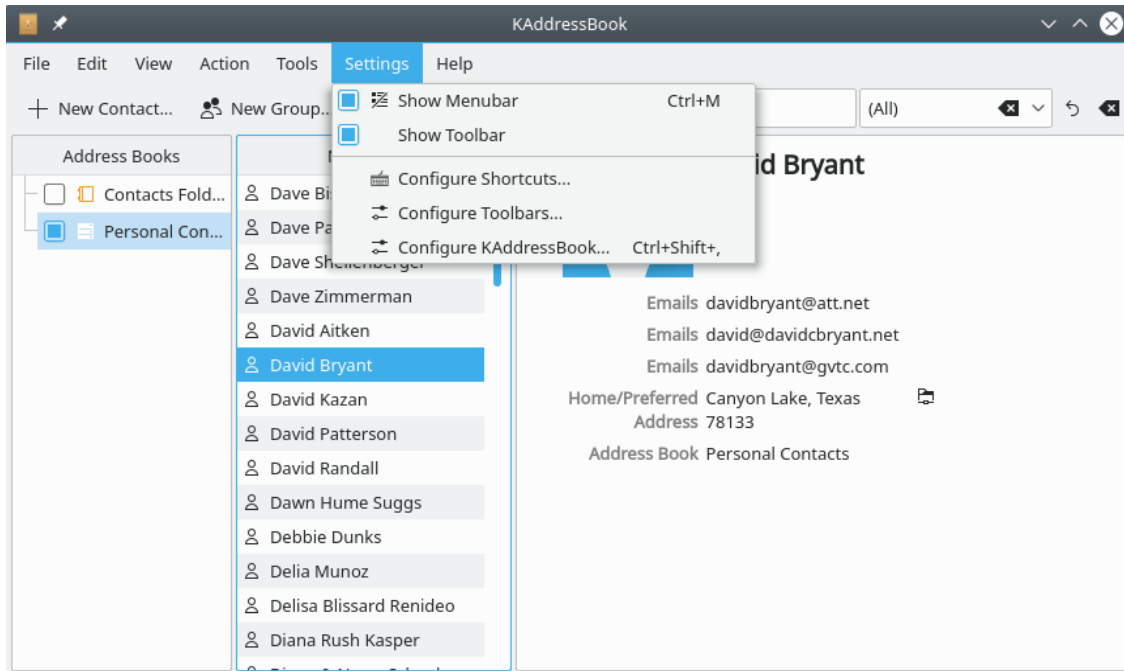 KAddressBook
File Edit View Action Tools Settings Help
New Contact... New Group... (All)
Show Menubar Ctrl+M
Show Toolbar
Configure Shortcuts...
Configure Toolbars...
Configure KAddressBook... Ctrl+Shift+,
Address Books
Contacts Fold...
Personal Con...
Dave
Dave
Dave Shellenberger
Dave Zimmerman
David Aitken
David Bryant
David Kazan
David Patterson
David Randall
Dawn Hume Suggs
Debbie Dunks
Delia Munoz
Delisa Blissard Renideo
Diana Rush Kasper
id Bryant
Emails davidbryant@att.net
Emails david@davidcbryant.net
Emails davidbryant@gvtc.com
Home/Preferred Canyon Lake, Texas
Address 78133
Address Book Personal Contacts